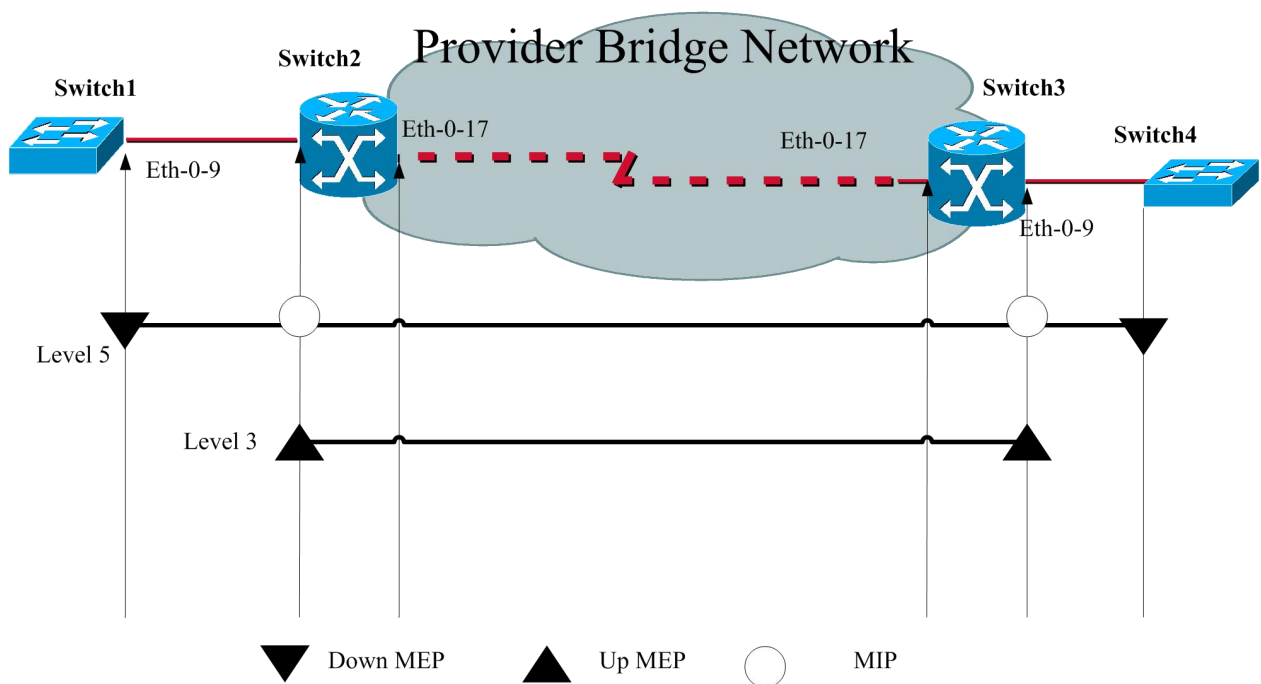 Provider Bridge Network
Switch2
Switch3
Switch1
Switch4
Eth-0-17
Eth-0-17
Eth-0-9
Eth-0-9
Level 5
Level 3
Down MEP
Up MEP
MIP